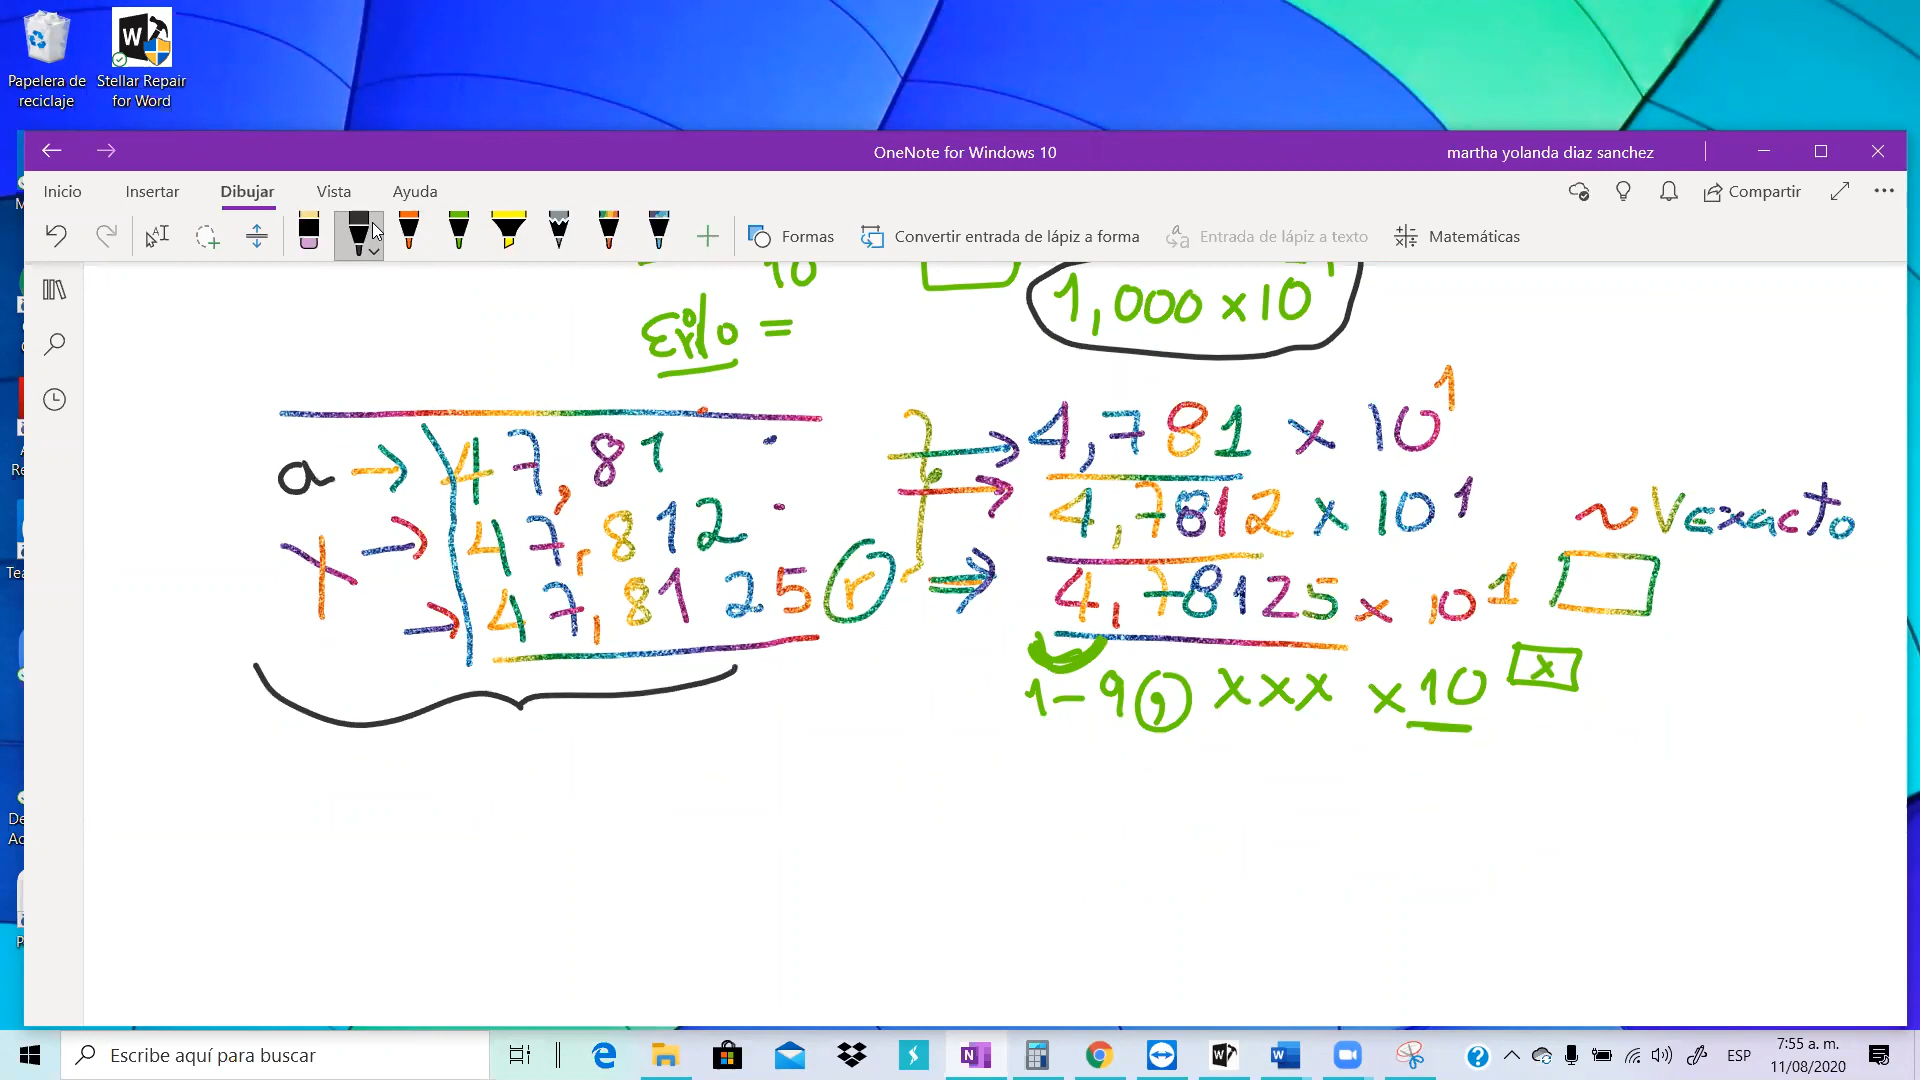 Papelera de reciclaje
Stellar Repair for Word
OneNote for Windows 10
martha yolanda diaz sanchez
Inicio Insertar Dibujar Vista Ayuda
Compartir
Formas Convertir entrada de lápiz a forma Entrada de lápiz a texto Matemáticas
10
1,000 x 10
Er% =
a → 47,81
4,781 x 10¹
x → 47,812
4,7812 x 10¹
~ Vexacto
→ 47,8125 r
⇒ 4,78125 x 10¹
1-9, xxx x 10 x
Escribe aquí para buscar
ESP
7:55 a. m.
11/08/2020